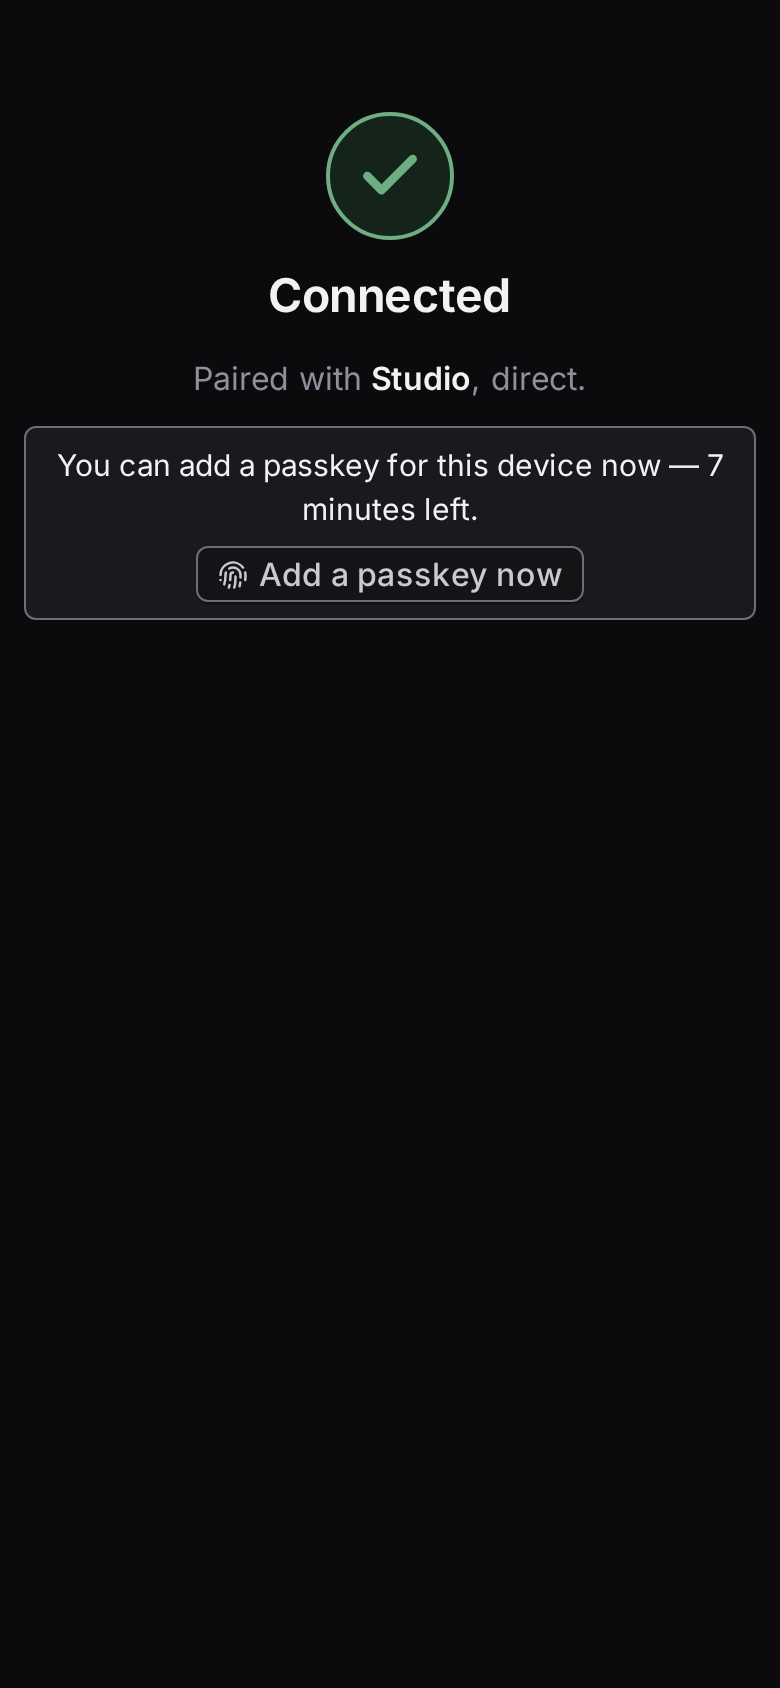 Connected
Paired with Studio, direct.
You can add a passkey for this device now — 7
minutes left.
Add a passkey now